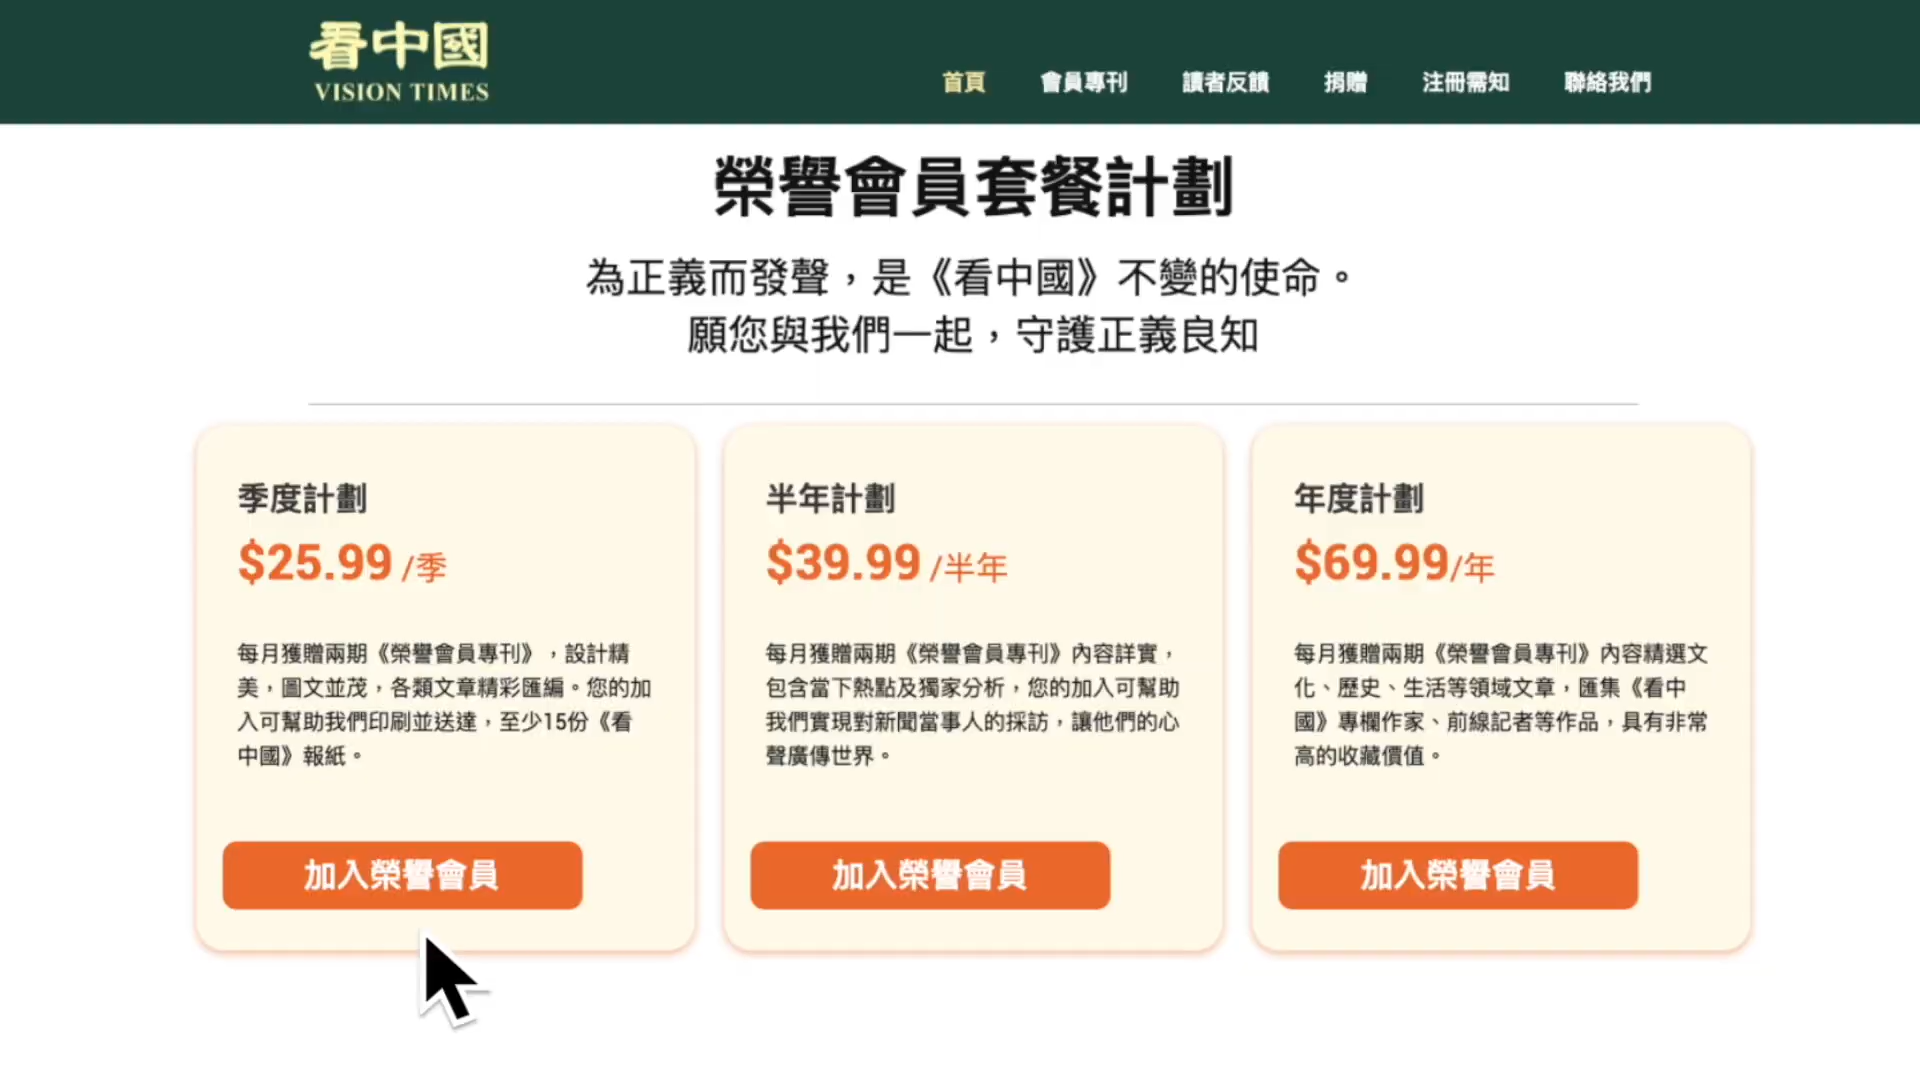 看中國
VISION TIMES
首頁 會員專刊 讀者反饋 捐贈 注冊需知 聯絡我們
榮譽會員套餐計劃
為正義而發聲，是《看中國》不變的使命。
願您與我們一起，守護正義良知
季度計劃
$25.99 /季
每月獲贈兩期《榮譽會員專刊》，設計精
美，圖文並茂，各類文章精彩匯編。您的加
入可幫助我們印刷並送達，至少15份《看
中國》報紙。
加入榮譽會員
半年計劃
$39.99 /半年
每月獲贈兩期《榮譽會員專刊》內容詳實，
包含當下熱點及獨家分析，您的加入可幫助
我們實現對新聞當事人的採訪，讓他們的心
聲廣傳世界。
加入榮譽會員
年度計劃
$69.99/年
每月獲贈兩期《榮譽會員專刊》內容精選文
化、歷史、生活等領域文章，匯集《看中
國》專欄作家、前線記者等作品，具有非常
高的收藏價值。
加入榮譽會員